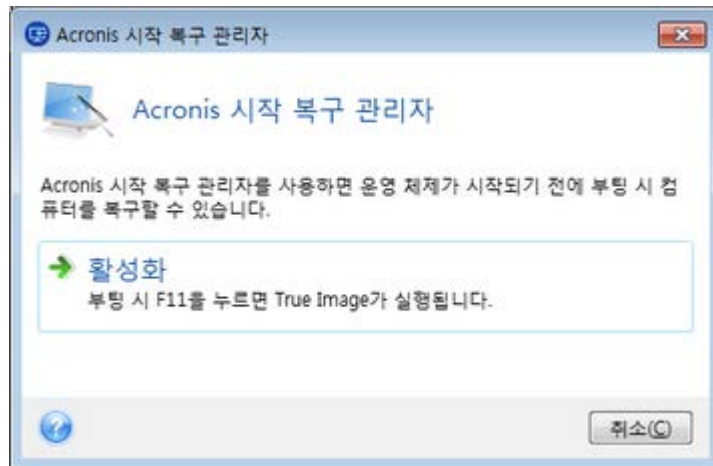 Acronis 시작 복구 관리자
Acronis 시작 복구 관리자
Acronis 시작 복구 관리자를 사용하면 운영 체제가 시작되기 전에 부팅 시 컴
퓨터를 복구할 수 있습니다.
활성화
부팅 시 F11을 누르면 True Image가 실행됩니다.
취소(C)